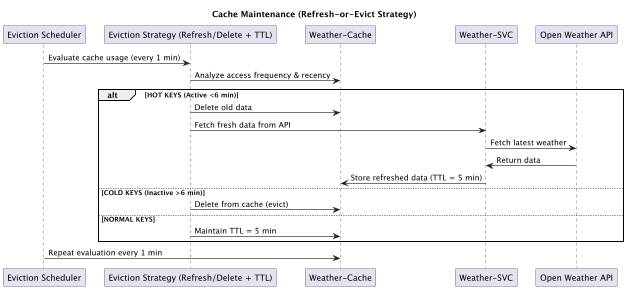 Cache Maintenance (Refresh-or-Evict Strategy)
Eviction Scheduler
Eviction Strategy (Refresh/Delete + TTL)
Weather-Cache
Weather-SVC
Open Weather API
Evaluate cache usage (every 1 min)
Analyze access frequency & recency
alt
[HOT KEYS (Active <6 min)]
Delete old data
Fetch fresh data from API
Fetch latest weather
Return data
Store refreshed data (TTL = 5 min)
[COLD KEYS (Inactive >6 min)]
Delete from cache (evict)
[NORMAL KEYS]
Maintain TTL = 5 min
Repeat evaluation every 1 min
Eviction Scheduler
Eviction Strategy (Refresh/Delete + TTL)
Weather-Cache
Weather-SVC
Open Weather API